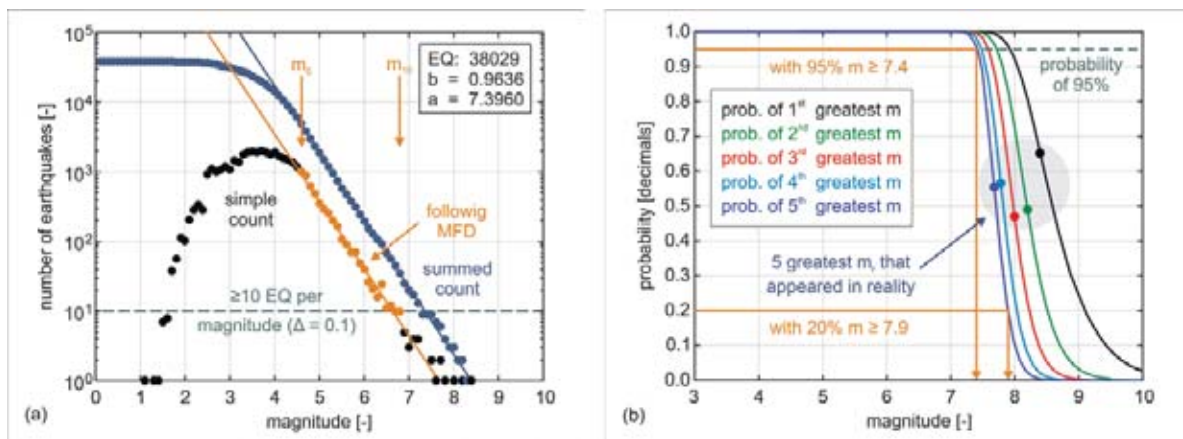 10⁵
10⁴
10³
10²
10¹
10⁰
number of earthquakes [-]
EQ: 38029
b = 0.9636
a = 7.3960
simple
count
followig
MFD
summed
count
≥10 EQ per
magnitude (Δ = 0.1)
0 1 2 3 4 5 6 7 8 9 10
(a)
magnitude [-]
1.0
0.9
0.8
0.7
0.6
0.5
0.4
0.3
0.2
0.1
0.0
probability [decimals]
with 95% m ≥ 7.4
probability
of 95%
prob. of 1ˢᵗ greatest m
prob. of 2ⁿᵈ greatest m
prob. of 3ʳᵈ greatest m
prob. of 4ᵗʰ greatest m
prob. of 5ᵗʰ greatest m
5 greatest m, that
appeared in reality
with 20% m ≥ 7.9
3 4 5 6 7 8 9 10
magnitude [-]
(b)